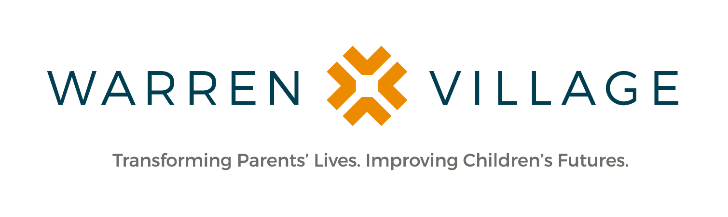 WARREN VILLAGE
Transforming Parents’ Lives. Improving Children’s Futures.